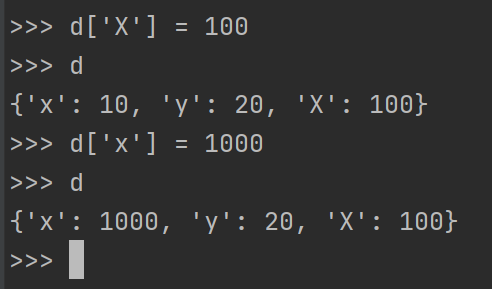 >>> d['X'] = 100
>>> d
{'x': 10, 'y': 20, 'X': 100}
>>> d['x'] = 1000
>>> d
{'x': 1000, 'y': 20, 'X': 100}
>>>